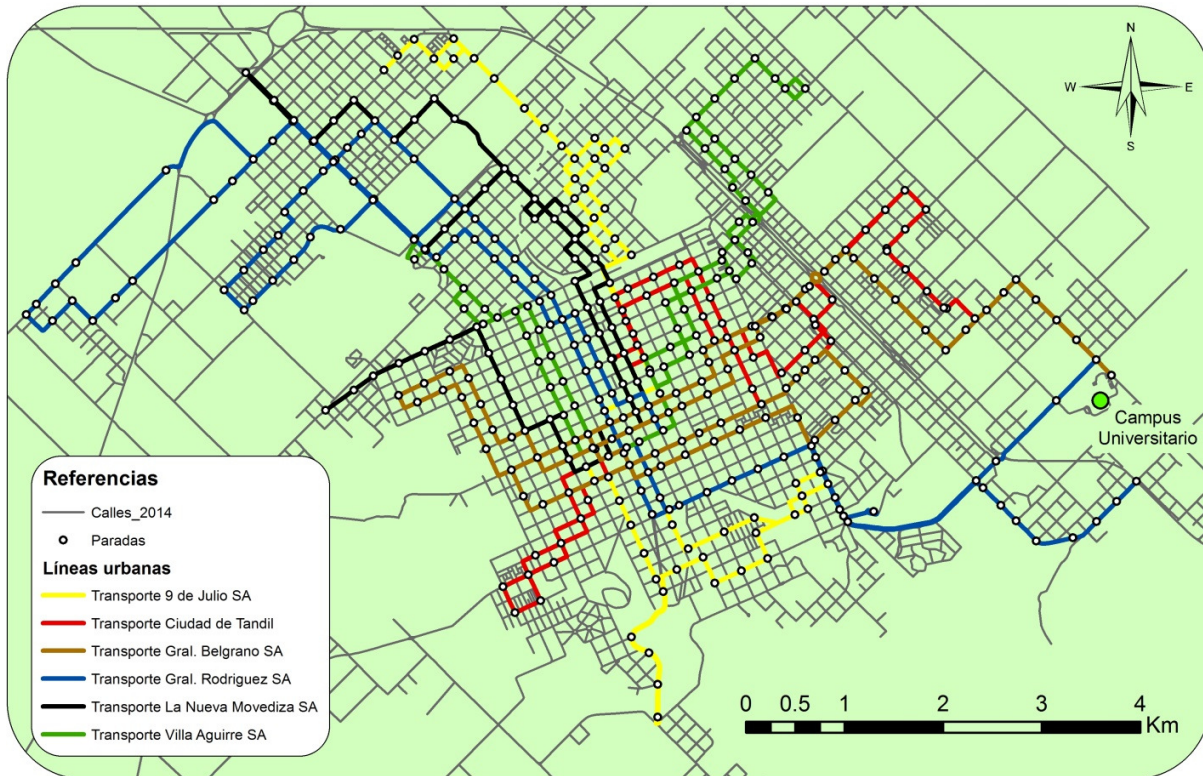 N
W
E
S
Campus
Universitario
Referencias
Calles_2014
Paradas
Líneas urbanas
Transporte 9 de Julio SA
Transporte Ciudad de Tandil
Transporte Gral. Belgrano SA
Transporte Gral. Rodriguez SA
Transporte La Nueva Movediza SA
Transporte Villa Aguirre SA
0 0.5 1 2 3 4
Km